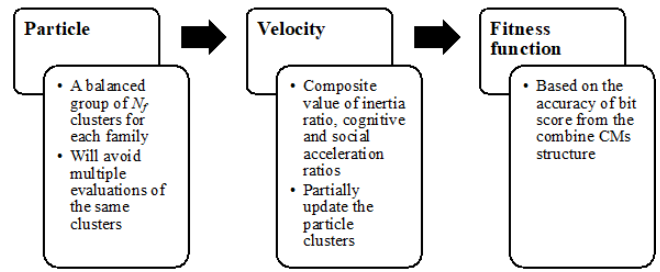 Particle
• A balanced
group of Nf
clusters for
each family
• Will avoid
multiple
evaluations of
the same
clusters
Velocity
• Composite
value of inertia
ratio, cognitive
and social
acceleration
ratios
• Partially
update the
particle
clusters
Fitness
function
• Based on the
accuracy of bit
score from the
combine CMs
structure